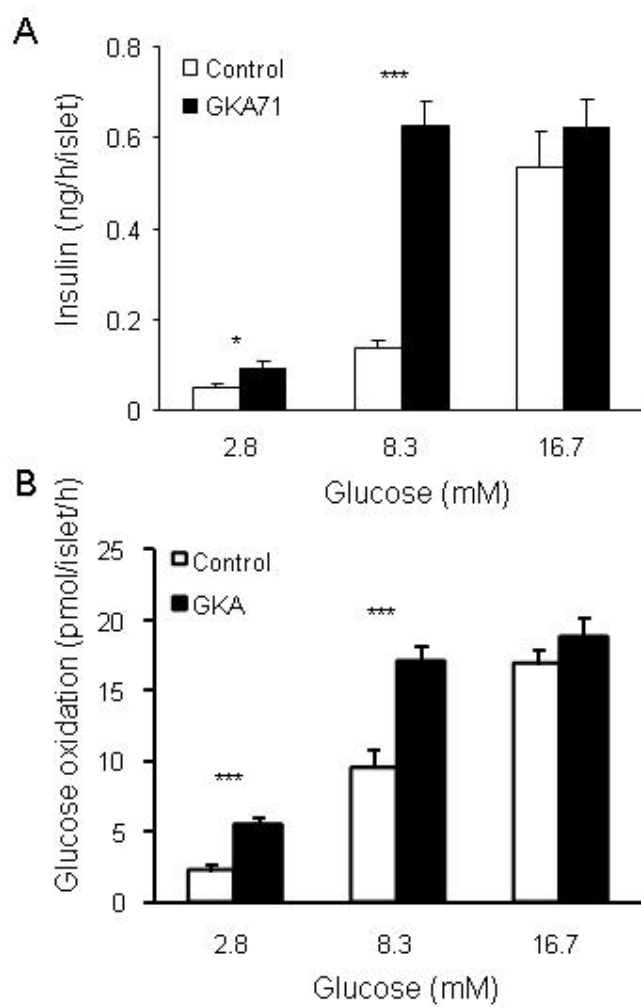 A
Insulin (ng/h/islet)
0.8
0.6
0.4
0.2
0
Control
GKA71
*
***
2.8 8.3 16.7
Glucose (mM)
B
Glucose oxidation (pmol/islet/h)
25
20
15
10
5
0
Control
GKA
***
***
2.8 8.3 16.7
Glucose (mM)